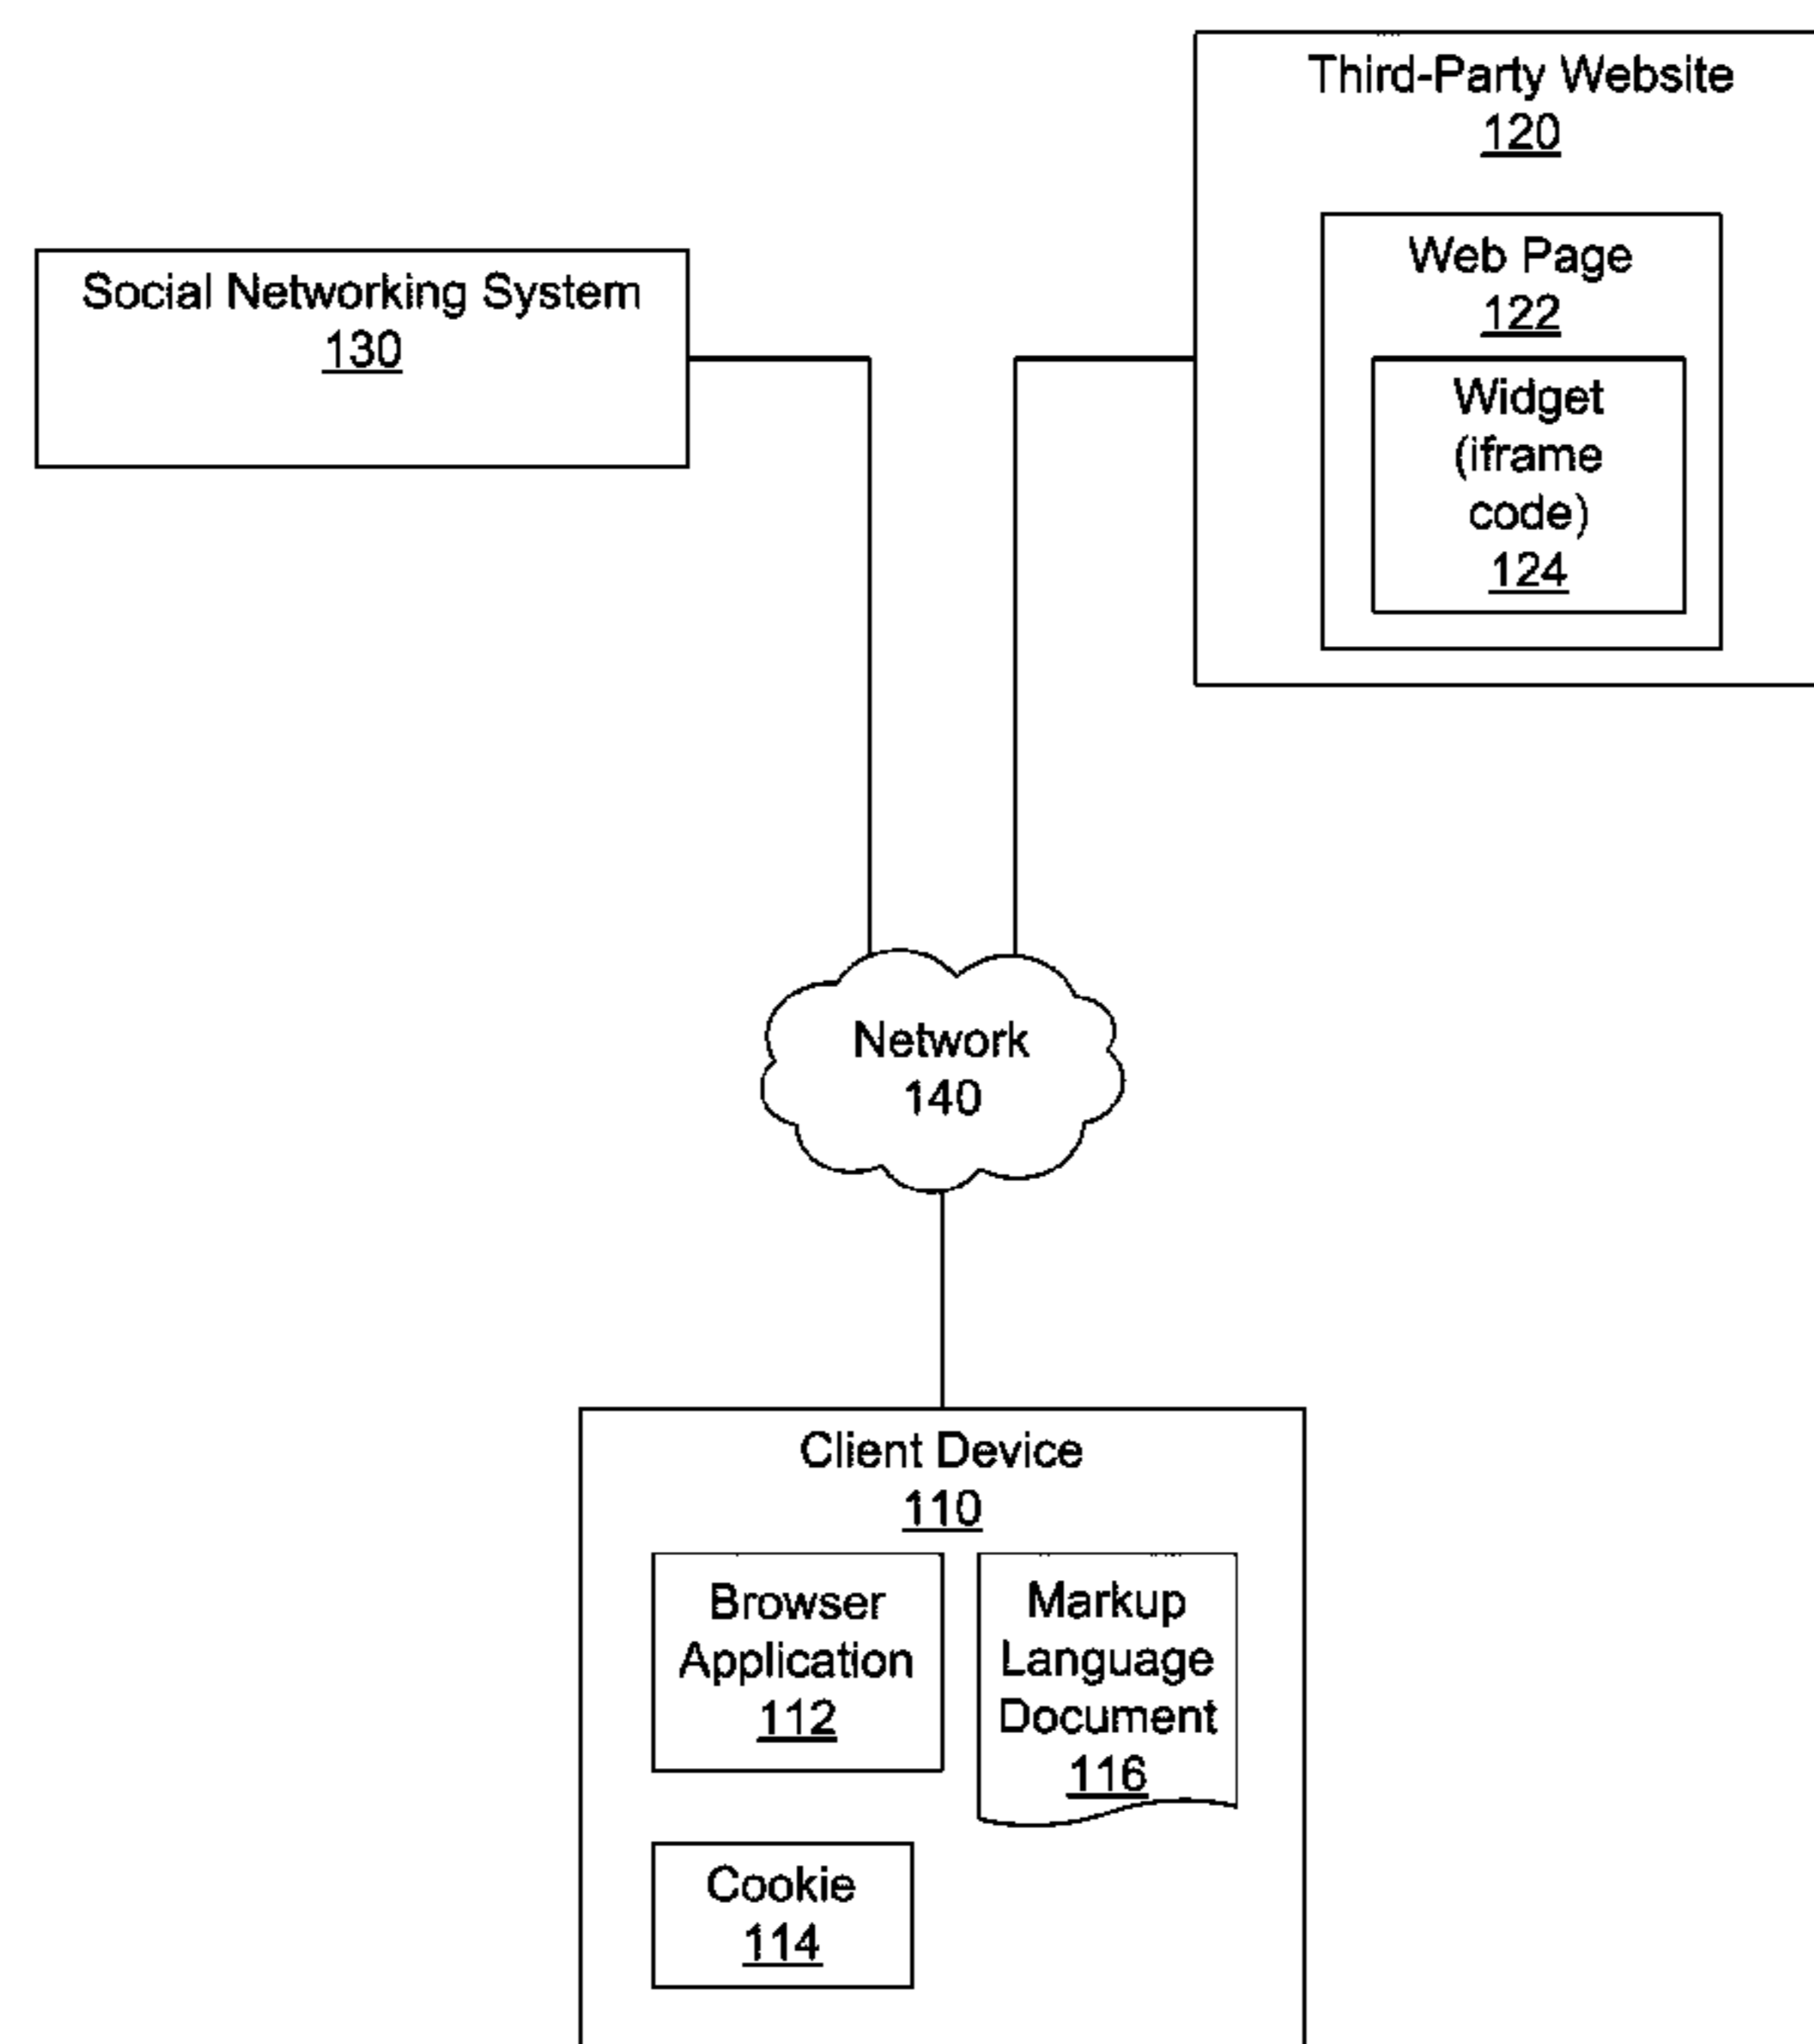 Third-Party Website
120
Social Networking System
130
Web Page
122
Widget
(iframe
code)
124
Network
140
Client Device
110
Browser
Application
112
Markup
Language
Document
116
Cookie
114